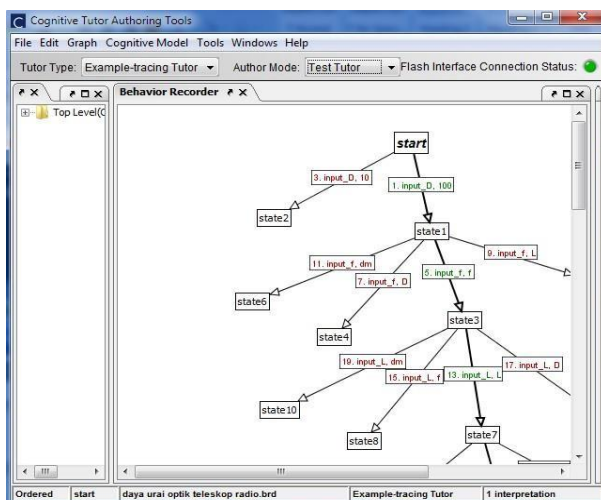 Cognitive Tutor Authoring Tools
File Edit Graph Cognitive Model Tools Windows Help
Tutor Type: Example-tracing Tutor Author Mode: Test Tutor Flash Interface Connection Status:
Behavior Recorder
Top Level(C
start
3. input_D, 10
1. input_D, 100
state2
state1
9. input_f, L
11. input_f, dm
5. input_f, f
7. input_f, D
state6
state3
state4
19. input_L, dm
17. input_L, D
15. input_L, f
13. input_L, L
state10
state7
state8
Ordered start daya urai optik teleskop radio.brd Example-tracing Tutor 1 interpretation